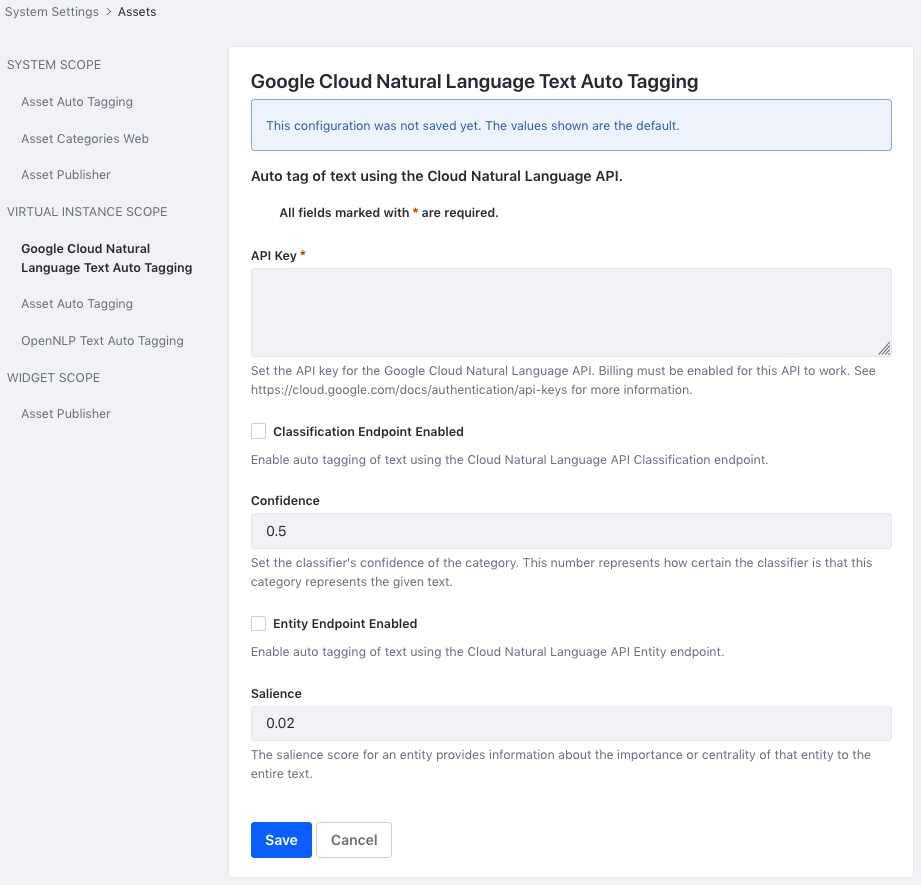 System Settings > Assets
SYSTEM SCOPE
Asset Auto Tagging
Asset Categories Web
Asset Publisher
VIRTUAL INSTANCE SCOPE
Google Cloud Natural
Language Text Auto Tagging
Asset Auto Tagging
OpenNLP Text Auto Tagging
WIDGET SCOPE
Asset Publisher
Google Cloud Natural Language Text Auto Tagging
This configuration was not saved yet. The values shown are the default.
Auto tag of text using the Cloud Natural Language API.
All fields marked with * are required.
API Key *
Set the API key for the Google Cloud Natural Language API. Billing must be enabled for this API to work. See
https://cloud.google.com/docs/authentication/api-keys for more information.
Classification Endpoint Enabled
Enable auto tagging of text using the Cloud Natural Language API Classification endpoint.
Confidence
0.5
Set the classifier's confidence of the category. This number represents how certain the classifier is that this
category represents the given text.
Entity Endpoint Enabled
Enable auto tagging of text using the Cloud Natural Language API Entity endpoint.
Salience
0.02
The salience score for an entity provides information about the importance or centrality of that entity to the
entire text.
Save
Cancel